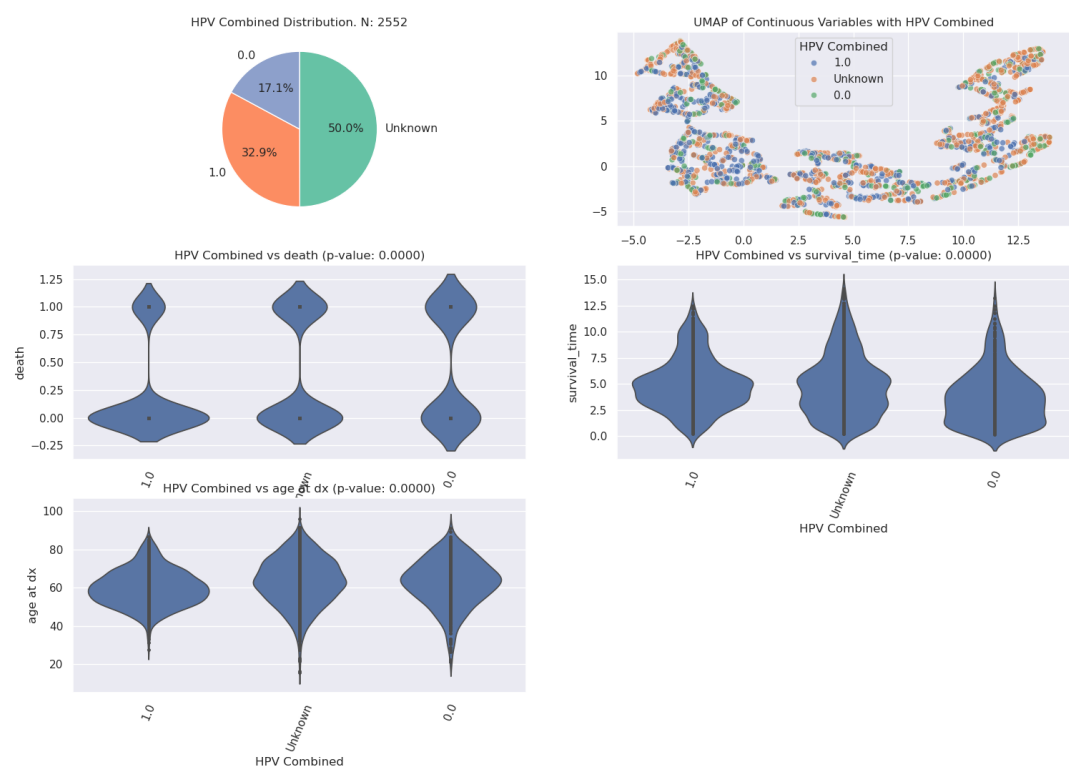 HPV Combined Distribution. N: 2552
0.0
17.1%
50.0%
Unknown
32.9%
1.0
UMAP of Continuous Variables with HPV Combined
HPV Combined
1.0
Unknown
0.0
10
5
0
−5
−5.0 −2.5 0.0 2.5 5.0 7.5 10.0 12.5
HPV Combined vs death (p-value: 0.0000)
1.25
1.00
0.75
0.50
0.25
0.00
−0.25
death
1.0 0.0
HPV Combined vs survival_time (p-value: 0.0000)
15.0
12.5
10.0
7.5
5.0
2.5
0.0
survival_time
1.0 Unknown 0.0
HPV Combined
HPV Combined vs age at dx (p-value: 0.0000)
100
80
60
40
20
age at dx
1.0 Unknown 0.0
HPV Combined